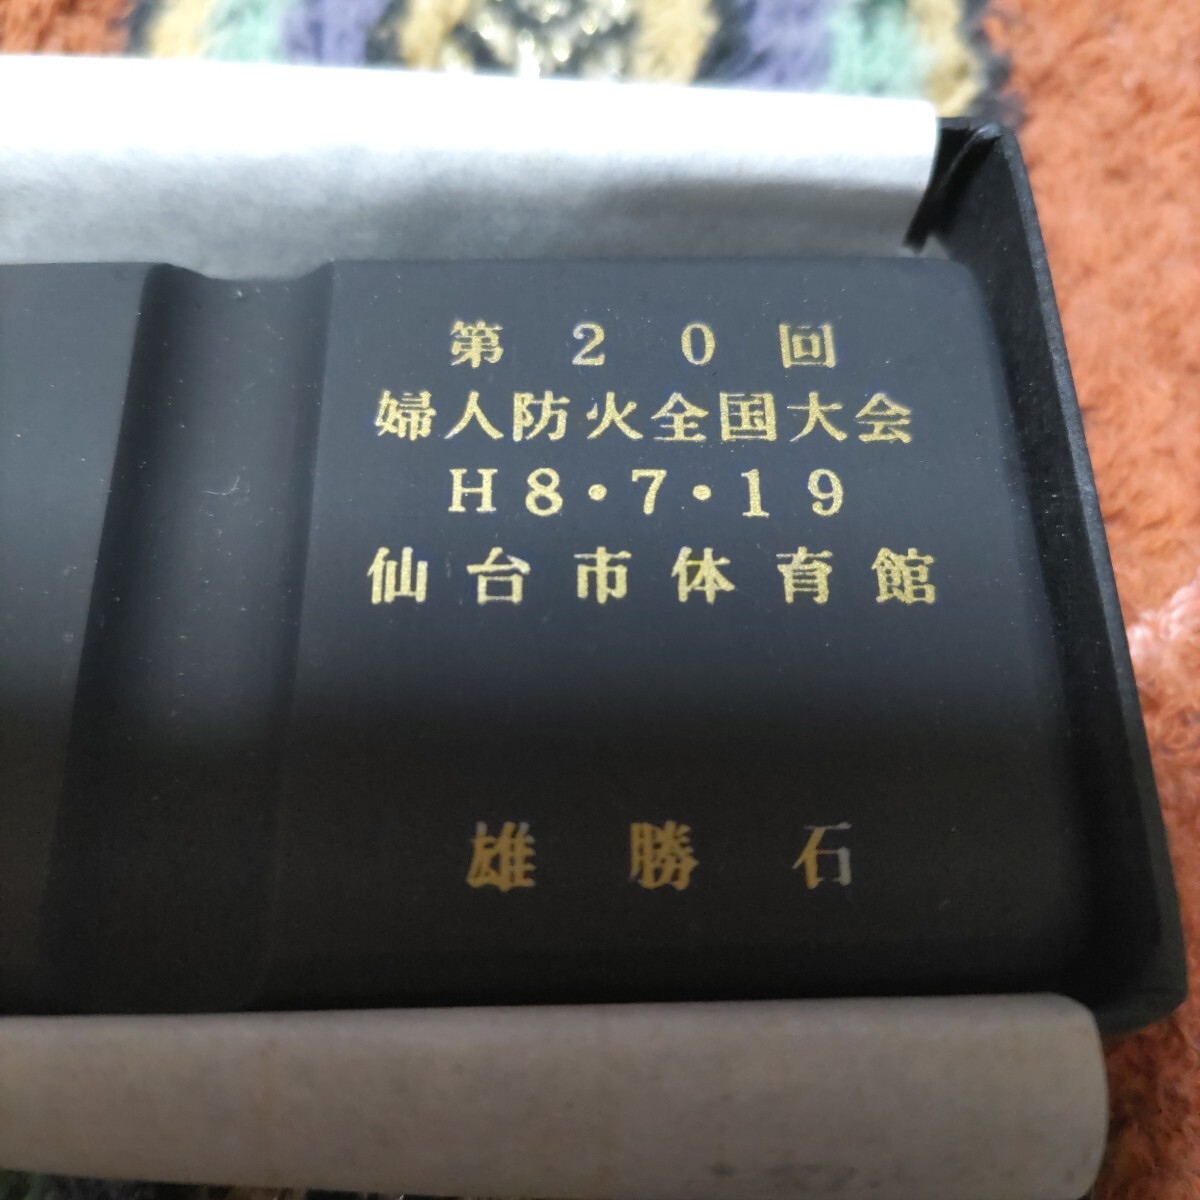 第20回
婦人防火全国大会
H8・7・19
仙台市体育館
雄勝石